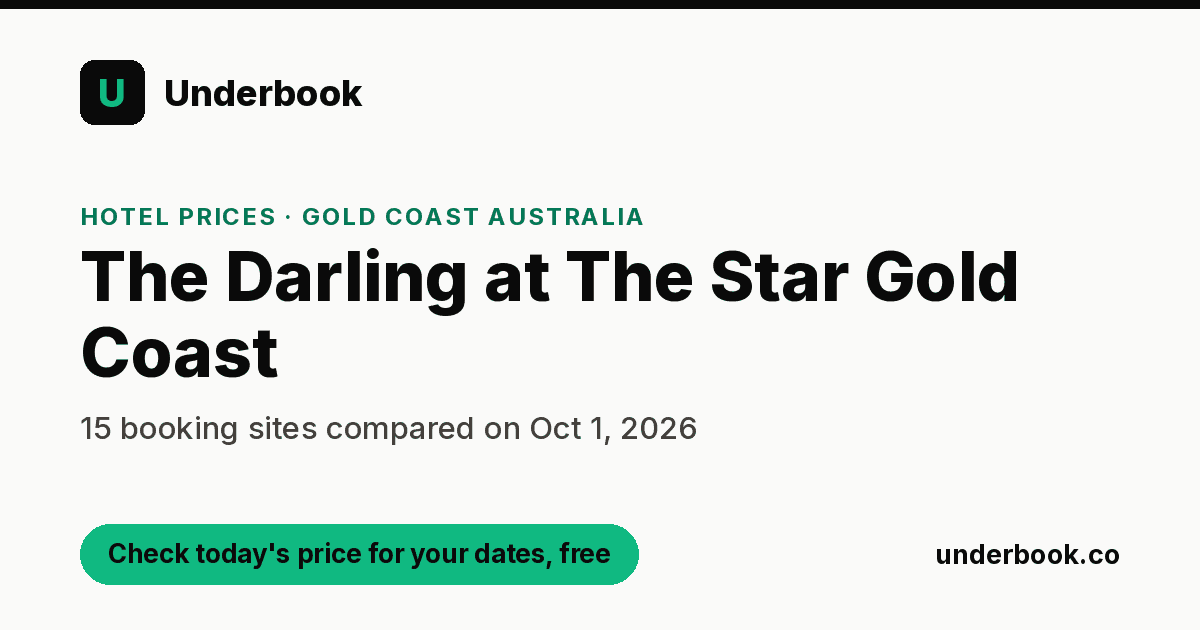 U Underbook
HOTEL PRICES · GOLD COAST AUSTRALIA
The Darling at The Star Gold
Coast
15 booking sites compared on Oct 1, 2026
Check today's price for your dates, free
underbook.co